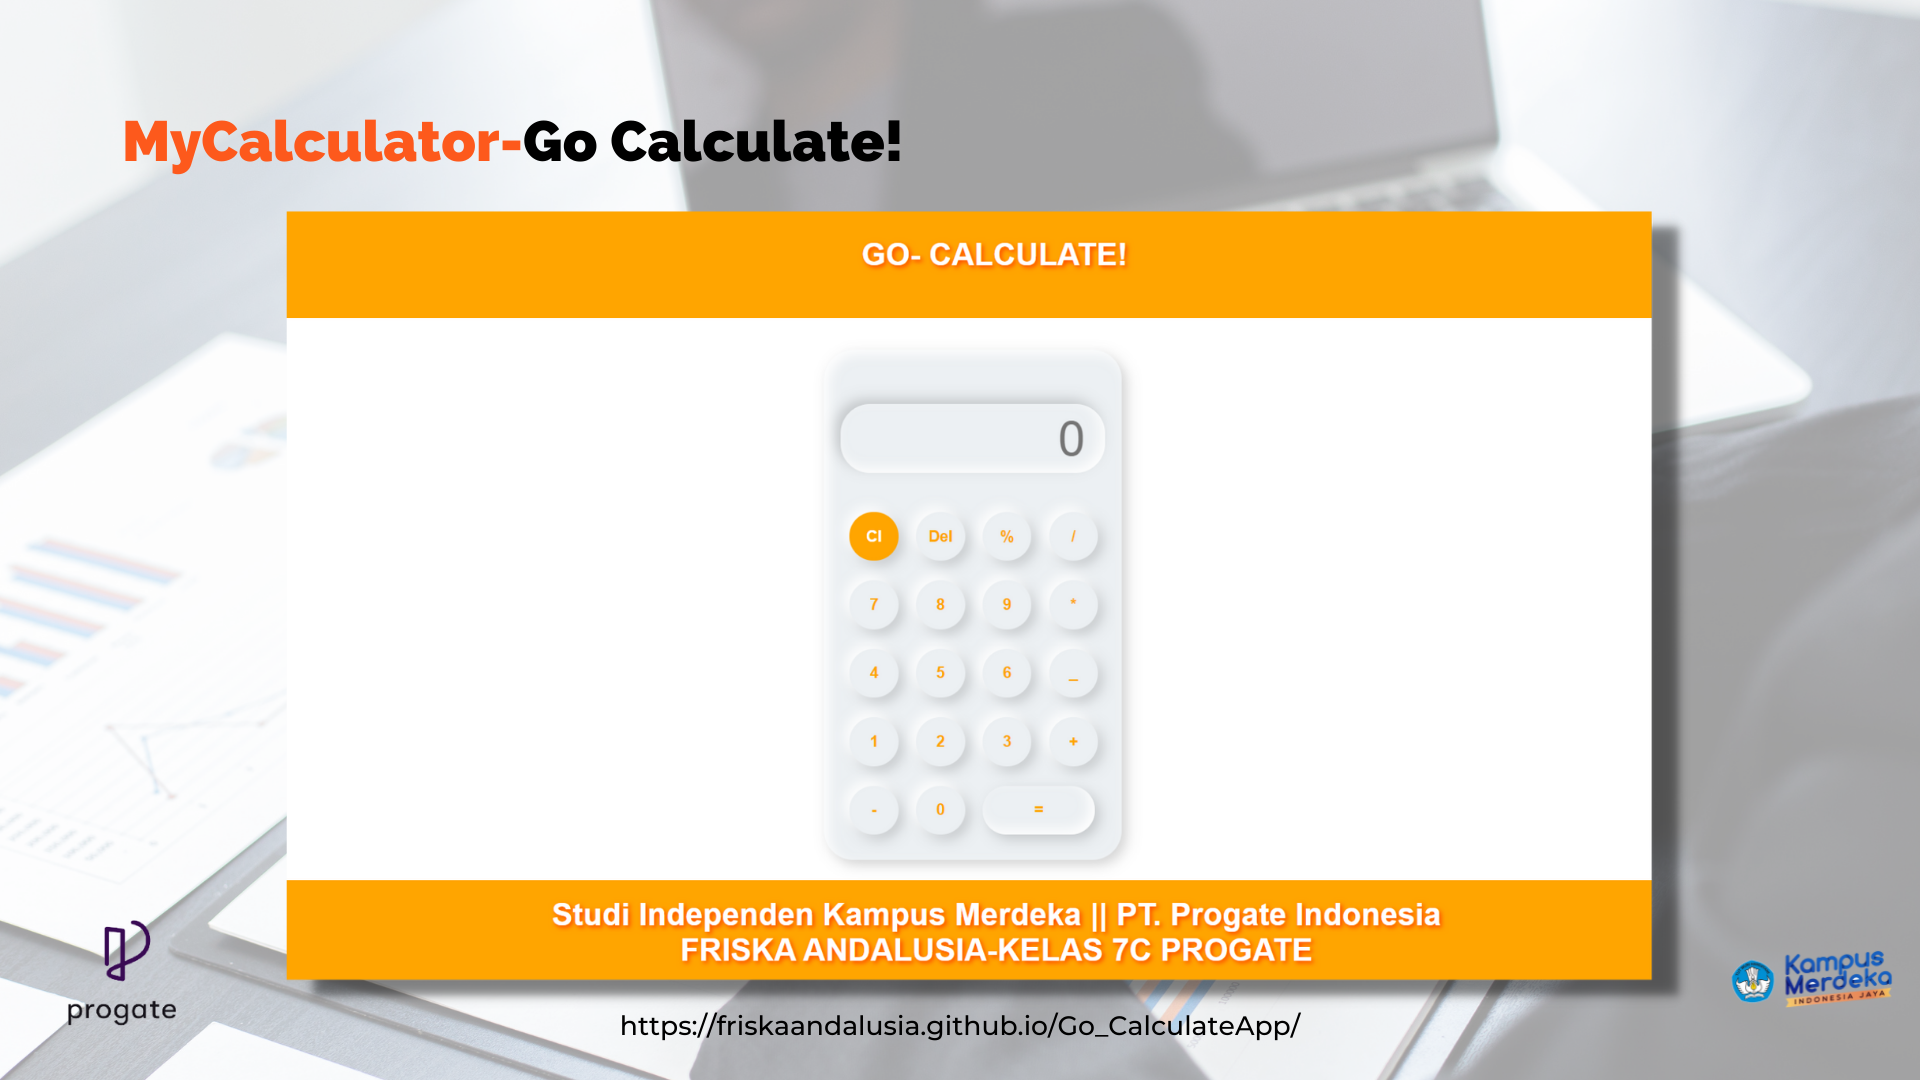 MyCalculator-Go Calculate!
GO- CALCULATE!
0
Cl Del % /
7 8 9 *
4 5 6 _
1 2 3 +
- 0 =
Studi Independen Kampus Merdeka || PT. Progate Indonesia
FRISKA ANDALUSIA-KELAS 7C PROGATE
progate
Kampus
Merdeka
INDONESIA JAYA
https://friskaandalusia.github.io/Go_CalculateApp/